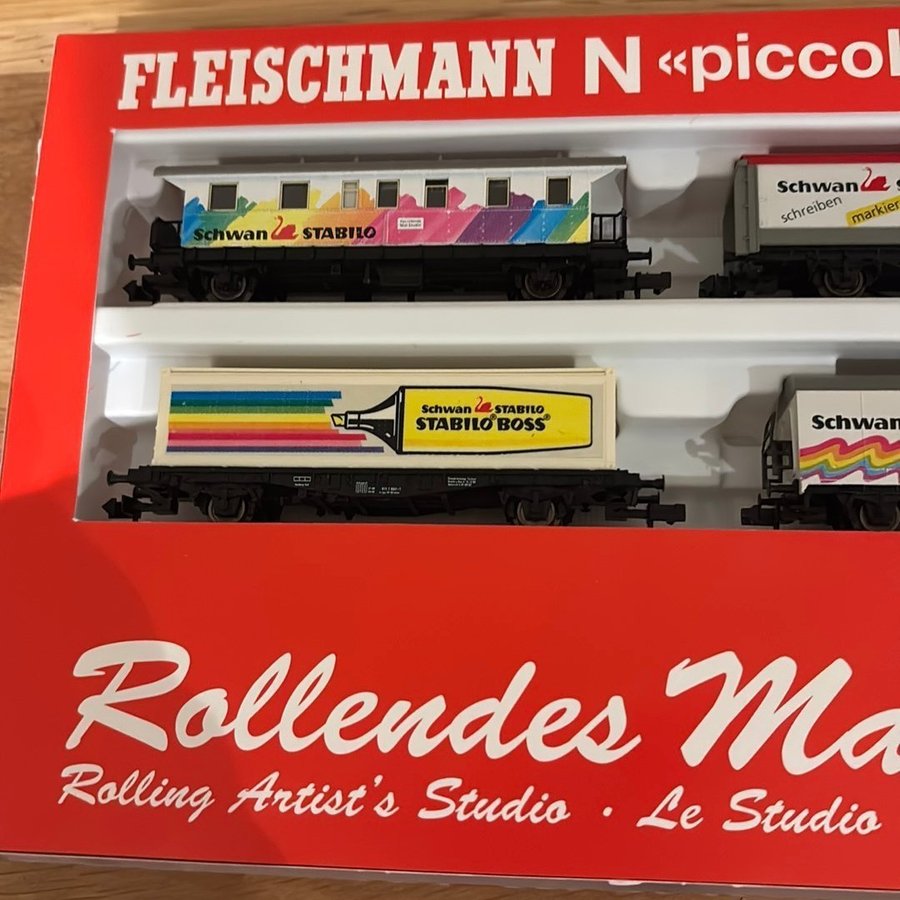 FLEISCHMANN N «piccol
Schwan STABILO
Schwan S
schreiben
markier
Schwan STABILO
STABILO® BOSS®
Schwan
Rollendes Ma
Rolling Artist's Studio · Le Studio